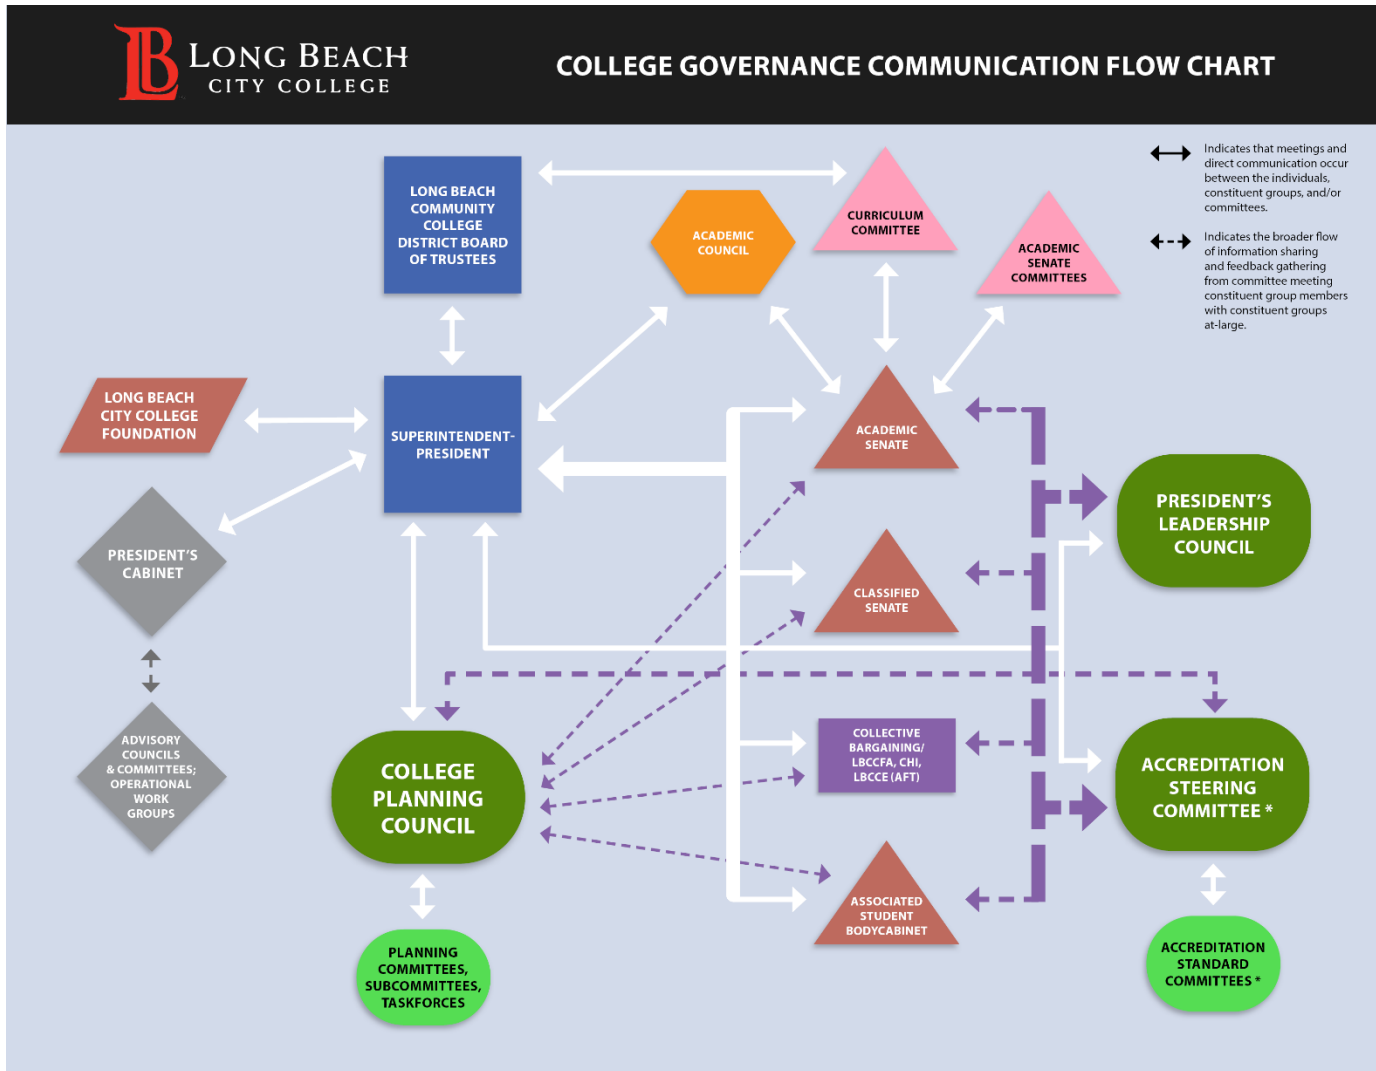 LONG BEACH
CITY COLLEGE
COLLEGE GOVERNANCE COMMUNICATION FLOW CHART
Indicates that meetings and
direct communication occur
between the individuals,
constituent groups, and/or
committees.
Indicates the broader flow
of information sharing
and feedback gathering
from committee meeting
constituent group members
with constituent groups
at-large.
LONG BEACH
COMMUNITY
COLLEGE
DISTRICT BOARD
OF TRUSTEES
ACADEMIC
COUNCIL
CURRICULUM
COMMITTEE
ACADEMIC
SENATE
COMMITTEES
LONG BEACH
CITY COLLEGE
FOUNDATION
SUPERINTENDENT-
PRESIDENT
ACADEMIC
SENATE
PRESIDENT'S
CABINET
CLASSIFIED
SENATE
PRESIDENT'S
LEADERSHIP
COUNCIL
ADVISORY
COUNCILS
& COMMITTEES;
OPERATIONAL
WORK
GROUPS
COLLEGE
PLANNING
COUNCIL
COLLECTIVE
BARGAINING/
LBCCFA, CHI,
LBCCE (AFT)
ACCREDITATION
STEERING
COMMITTEE *
ASSOCIATED
STUDENT
BODYCABINET
PLANNING
COMMITTEES,
SUBCOMMITTEES,
TASKFORCES
ACCREDITATION
STANDARD
COMMITTEES *